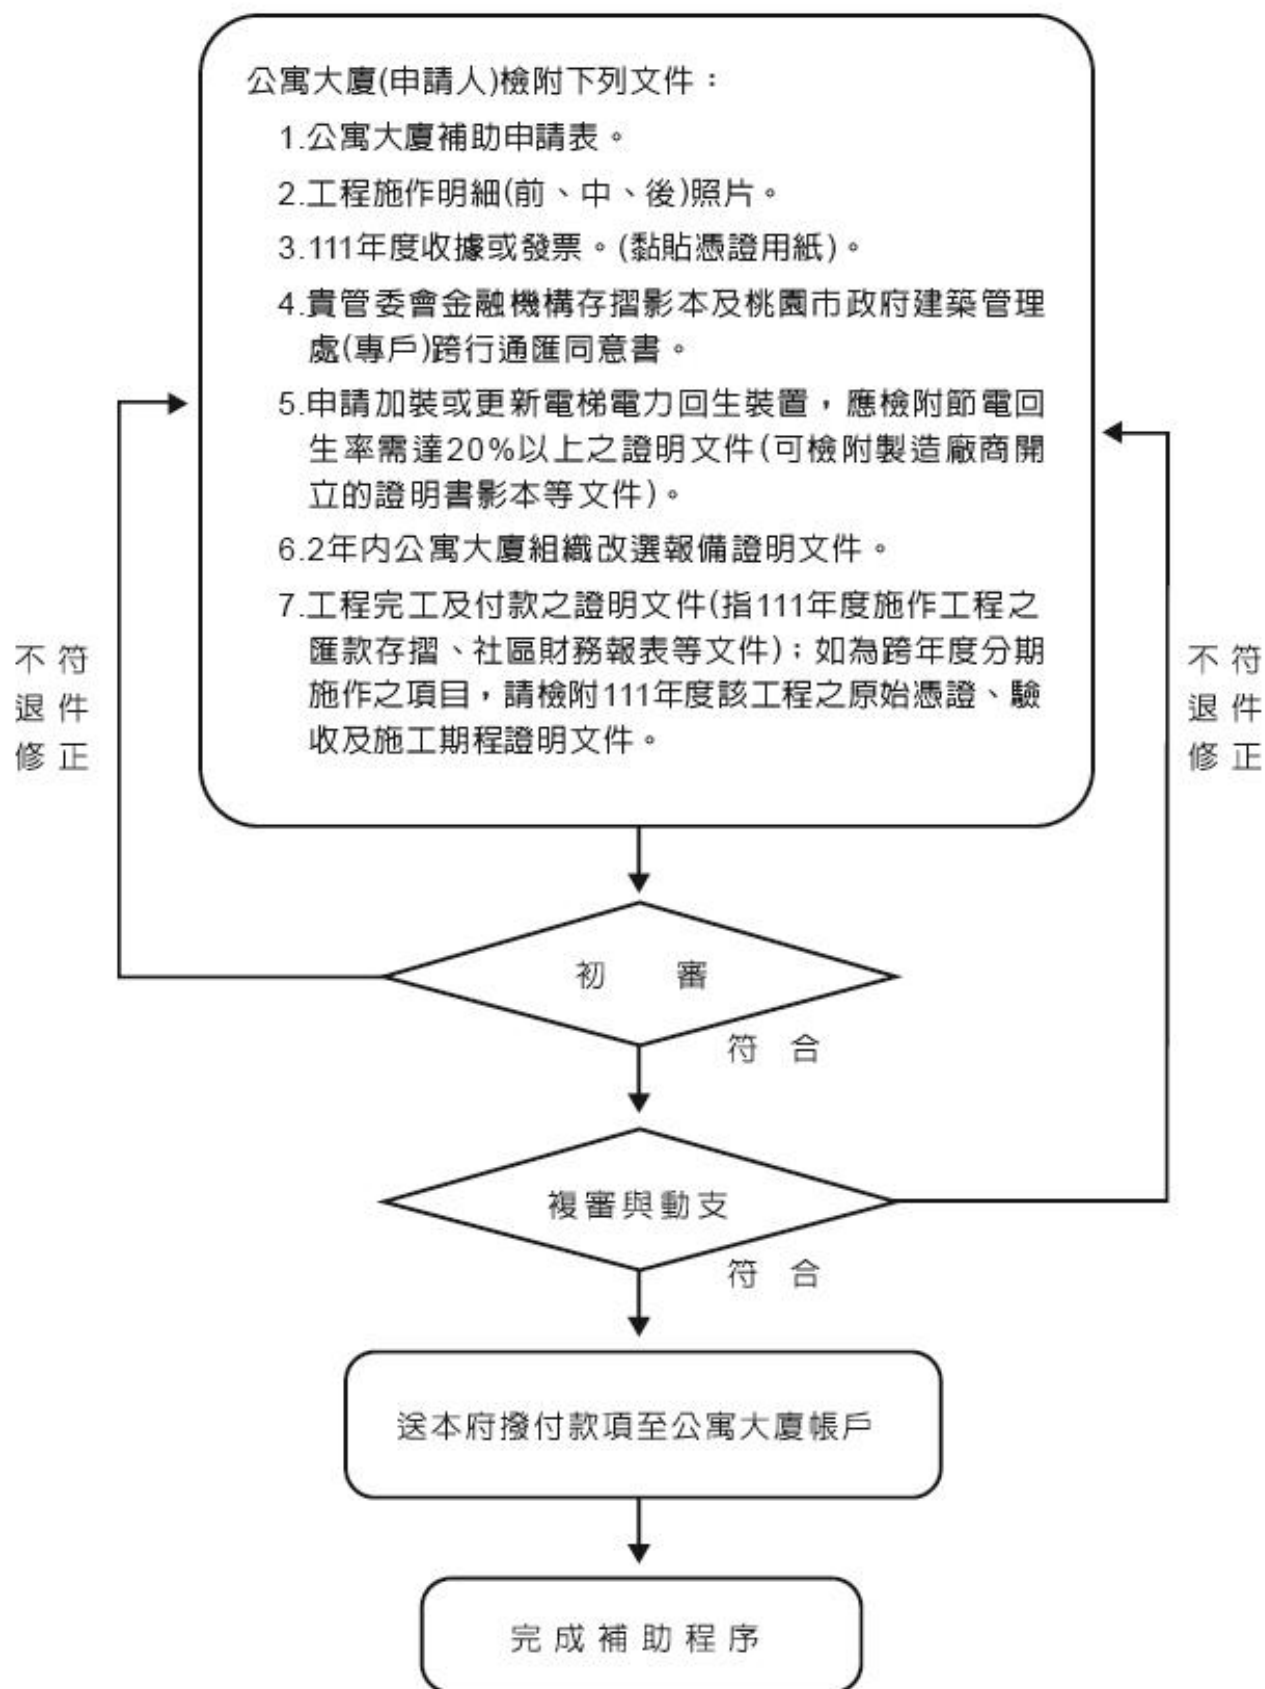 公寓大廈(申請人)檢附下列文件：
1.公寓大廈補助申請表。
2.工程施作明細(前、中、後)照片。
3.111年度收據或發票。(黏貼憑證用紙)。
4.貴管委會金融機構存摺影本及桃園市政府建築管理
處(專戶)跨行通匯同意書。
5.申請加裝或更新電梯電力回生裝置，應檢附節電回
生率需達20%以上之證明文件(可檢附製造廠商開
立的證明書影本等文件)。
6.2年內公寓大廈組織改選報備證明文件。
7.工程完工及付款之證明文件(指111年度施作工程之
匯款存摺、社區財務報表等文件)；如為跨年度分期
施作之項目，請檢附111年度該工程之原始憑證、驗
收及施工期程證明文件。
不符
退件
修正
不符
退件
修正
初 審
符 合
複審與動支
符 合
送本府撥付款項至公寓大廈帳戶
完成補助程序